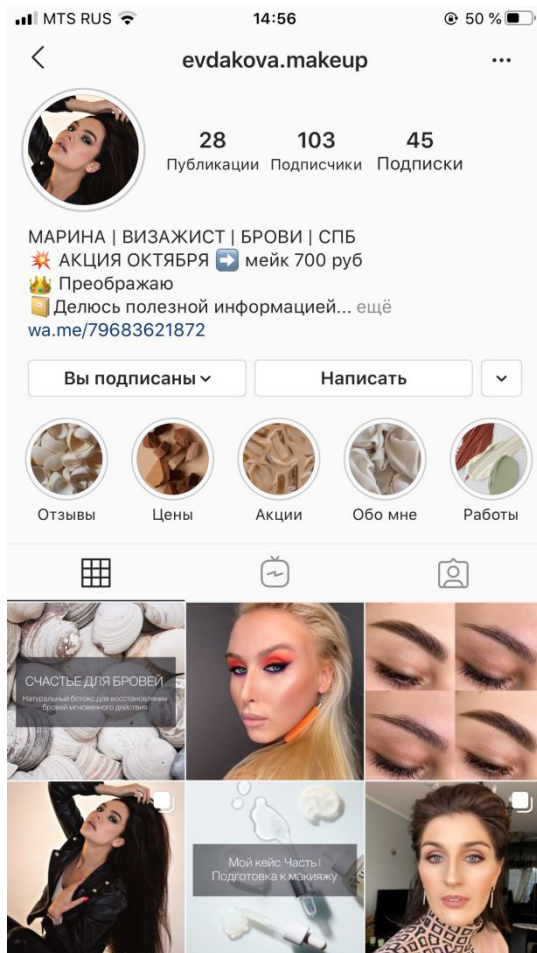 MTS RUS 14:56 50 %
evdakova.makeup
28 103 45
Публикации Подписчики Подписки
МАРИНА | ВИЗАЖИСТ | БРОВИ | СПБ
💥 АКЦИЯ ОКТЯБРЯ ➡️ мейк 700 руб
👑 Преображаю
📔Делюсь полезной информацией... ещё
wa.me/79683621872
Вы подписаны Написать
Отзывы Цены Акции Обо мне Работы
СЧАСТЬЕ ДЛЯ БРОВЕЙ
Натуральный ботокс для восстановления
бровей мгновенного действия
Мой кейс. Часть I
Подготовка к макияжу